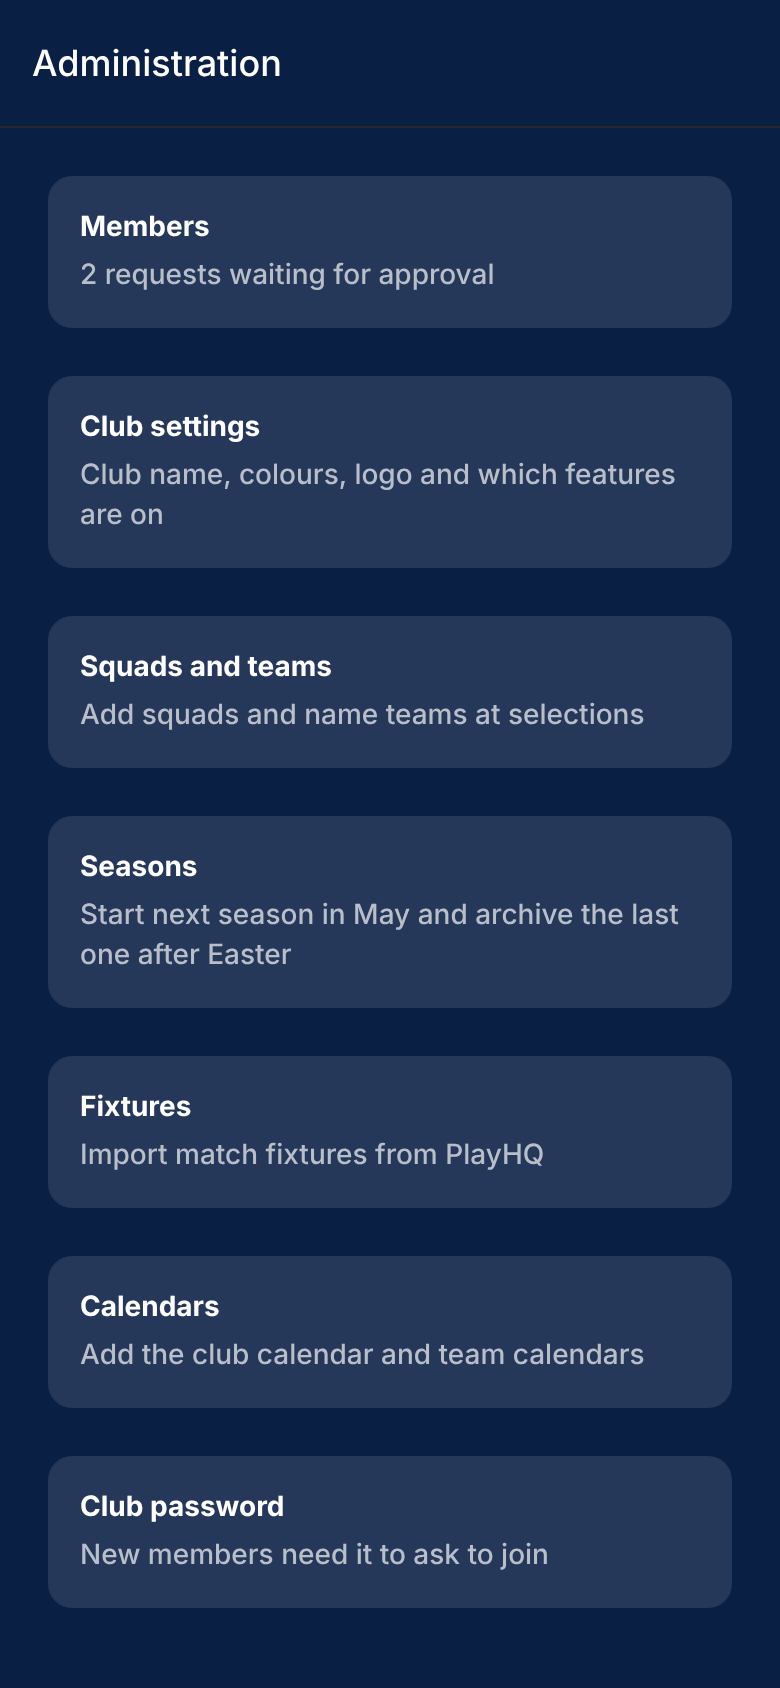 Administration
Members
2 requests waiting for approval
Club settings
Club name, colours, logo and which features
are on
Squads and teams
Add squads and name teams at selections
Seasons
Start next season in May and archive the last
one after Easter
Fixtures
Import match fixtures from PlayHQ
Calendars
Add the club calendar and team calendars
Club password
New members need it to ask to join